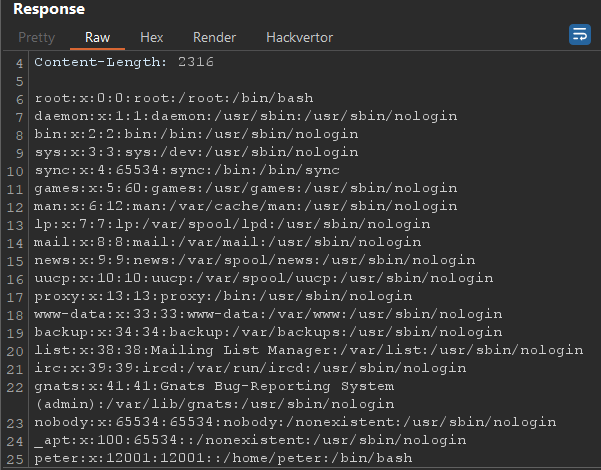 Response
Pretty Raw Hex Render Hackvertor
4 Content-Length: 2316
5
6 root:x:0:0:root:/root:/bin/bash
7 daemon:x:1:1:daemon:/usr/sbin:/usr/sbin/nologin
8 bin:x:2:2:bin:/bin:/usr/sbin/nologin
9 sys:x:3:3:sys:/dev:/usr/sbin/nologin
10 sync:x:4:65534:sync:/bin:/bin/sync
11 games:x:5:60:games:/usr/games:/usr/sbin/nologin
12 man:x:6:12:man:/var/cache/man:/usr/sbin/nologin
13 lp:x:7:7:lp:/var/spool/lpd:/usr/sbin/nologin
14 mail:x:8:8:mail:/var/mail:/usr/sbin/nologin
15 news:x:9:9:news:/var/spool/news:/usr/sbin/nologin
16 uucp:x:10:10:uucp:/var/spool/uucp:/usr/sbin/nologin
17 proxy:x:13:13:proxy:/bin:/usr/sbin/nologin
18 www-data:x:33:33:www-data:/var/www:/usr/sbin/nologin
19 backup:x:34:34:backup:/var/backups:/usr/sbin/nologin
20 list:x:38:38:Mailing List Manager:/var/list:/usr/sbin/nologin
21 irc:x:39:39:ircd:/var/run/ircd:/usr/sbin/nologin
22 gnats:x:41:41:Gnats Bug-Reporting System
(admin):/var/lib/gnats:/usr/sbin/nologin
23 nobody:x:65534:65534:nobody:/nonexistent:/usr/sbin/nologin
24 _apt:x:100:65534::/nonexistent:/usr/sbin/nologin
25 peter:x:12001:12001::/home/peter:/bin/bash